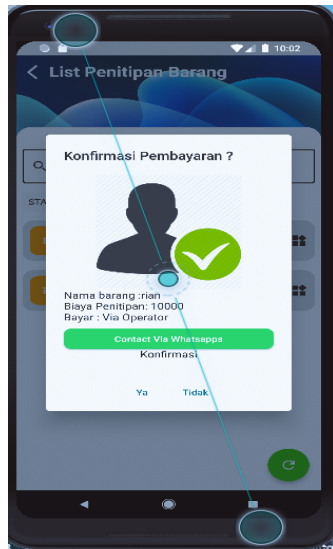 10:02
List Penitipan Barang
Konfirmasi Pembayaran ?
STA
Nama barang :rian
Biaya Penitipan: 10000
Bayar : Via Operator
Contact Via Whatsapps
Konfirmasi
Ya Tidak